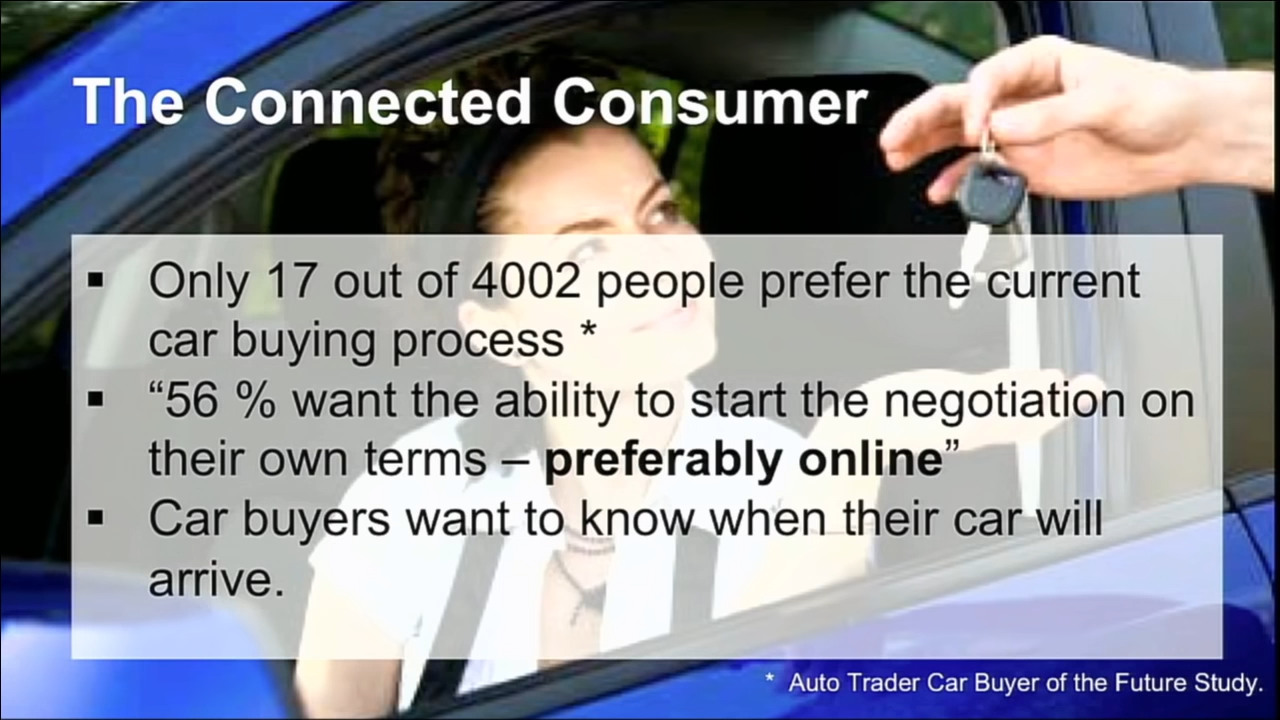 The Connected Consumer
▪ Only 17 out of 4002 people prefer the current
car buying process *
▪ “56 % want the ability to start the negotiation on
their own terms – preferably online”
▪ Car buyers want to know when their car will
arrive.
* Auto Trader Car Buyer of the Future Study.